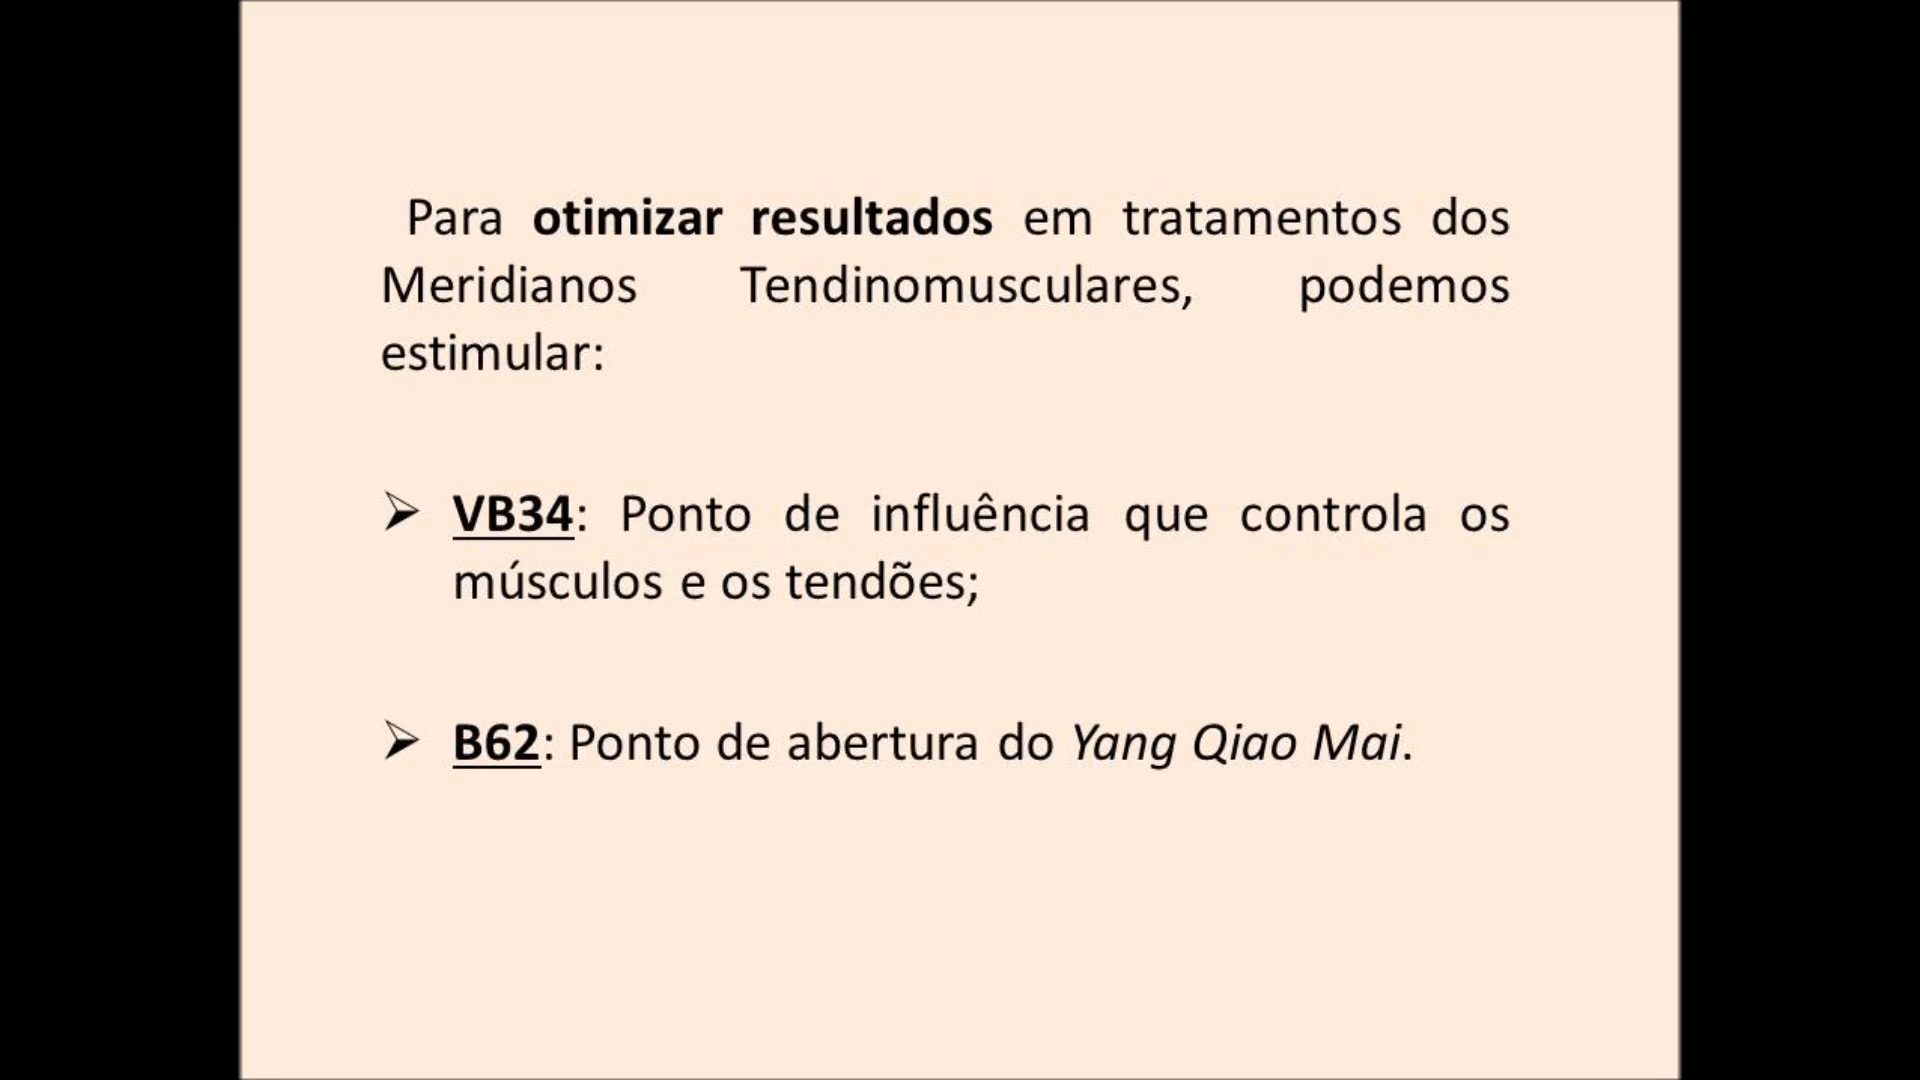 Para otimizar resultados em tratamentos dos
Meridianos Tendinomusculares, podemos
estimular:
➢ VB34: Ponto de influência que controla os
músculos e os tendões;
➢ B62: Ponto de abertura do Yang Qiao Mai.